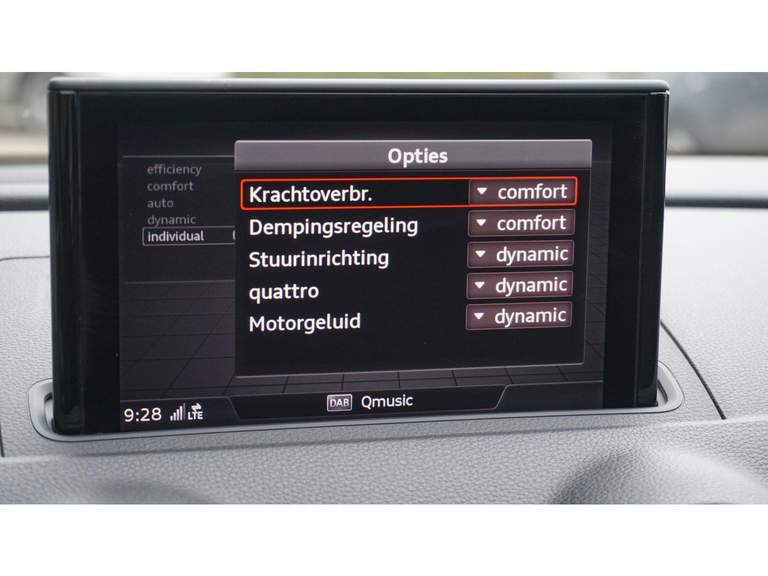 Opties
efficiency
comfort
auto
dynamic
individual
Krachtoverbr. comfort
Dempingsregeling comfort
Stuurinrichting dynamic
quattro dynamic
Motorgeluid dynamic
9:28 LTE DAB Qmusic